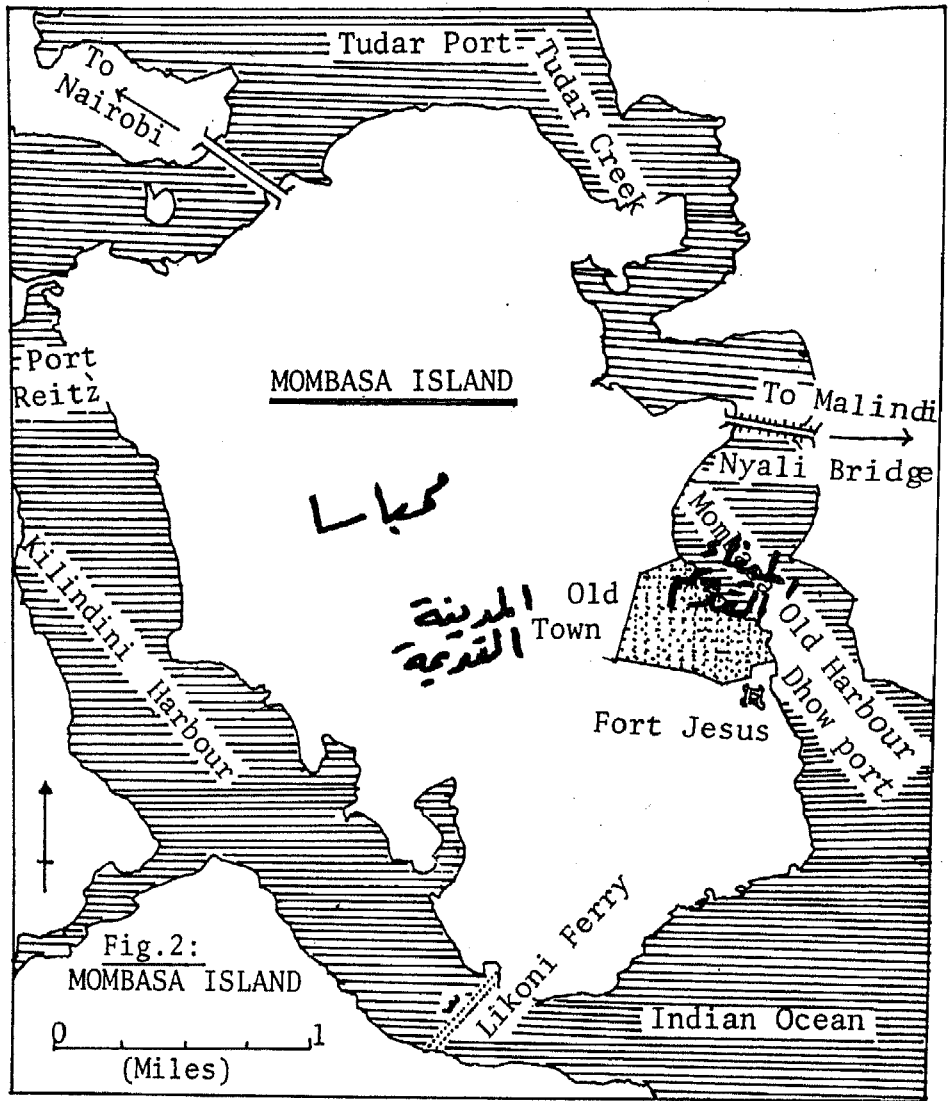 Tudar Port
Tudar Creek
To
Nairobi
Port
Reitz
MOMBASA ISLAND
To Malindi
Nyali Bridge
ممباسا
Old
Town
المدينة
القديمة
الميناء
القديم
Old Harbour
Dhow port
Fort Jesus
Kilindini Harbour
Likoni Ferry
Fig.2:
MOMBASA ISLAND
0 1
(Miles)
Indian Ocean